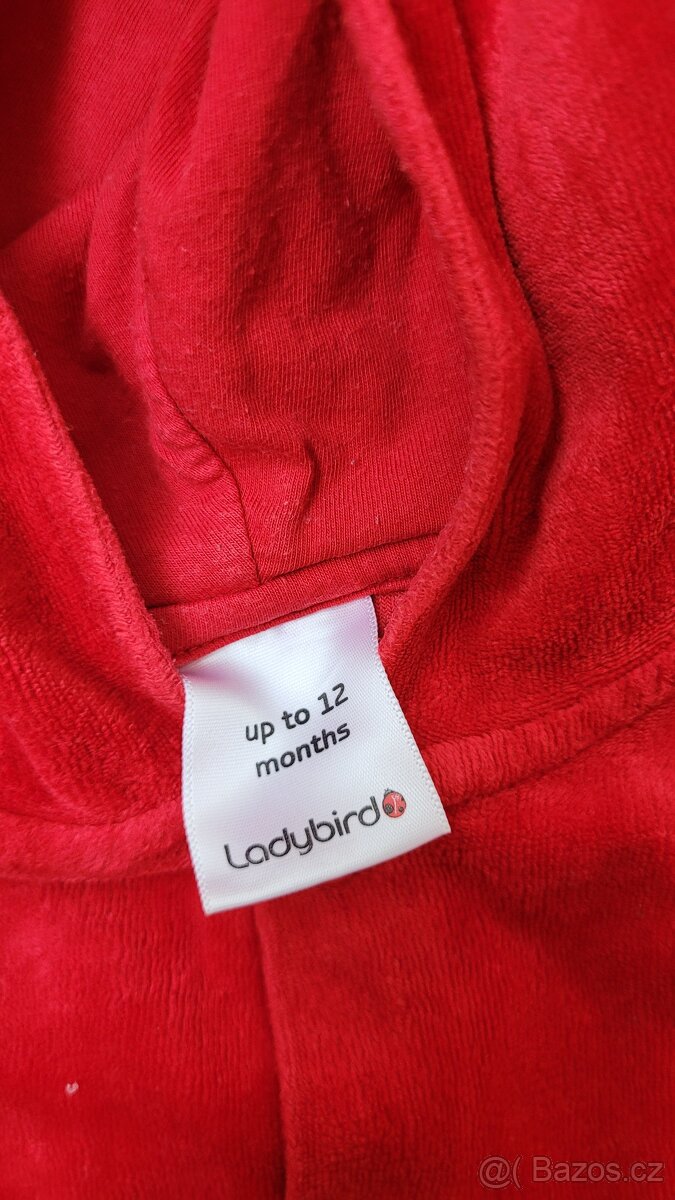 up to 12
months
Ladybird
@( Bazos.cz